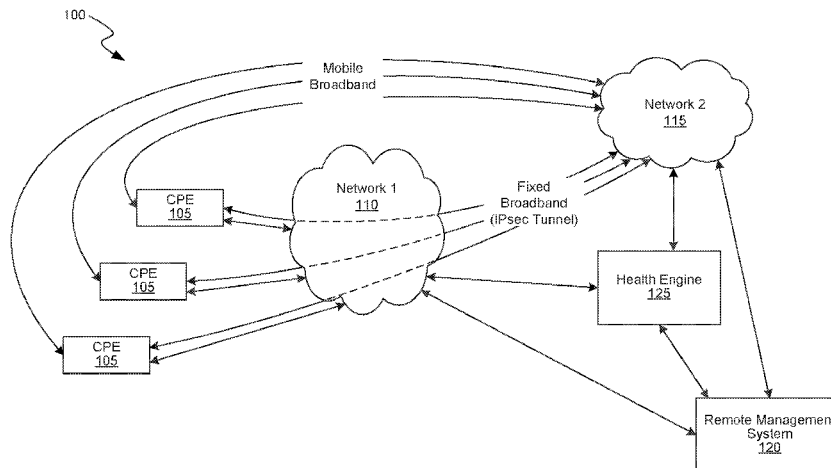 100
Mobile
Broadband
Network 2
115
Network 1
110
Fixed
Broadband
(IPsec Tunnel)
CPE
105
CPE
105
CPE
105
Health Engine
125
Remote Management
System
120